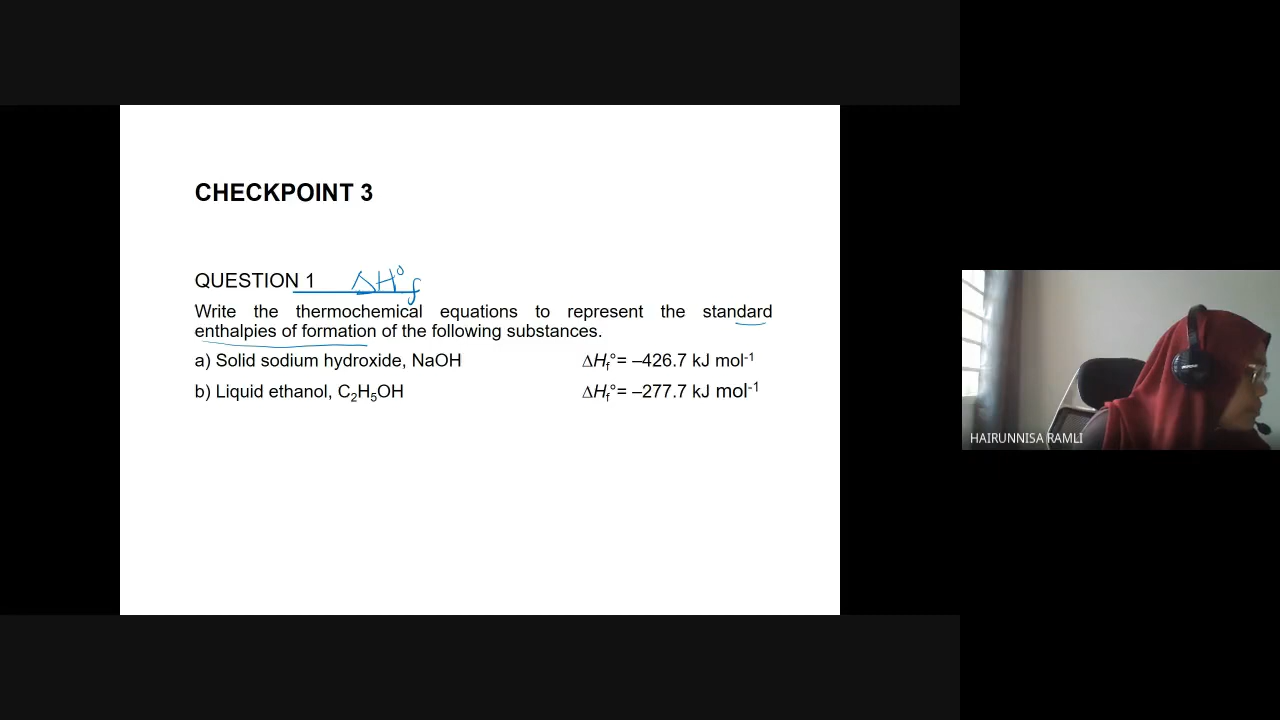 CHECKPOINT 3
QUESTION 1 ΔH°f
Write the thermochemical equations to represent the standard
enthalpies of formation of the following substances.
a) Solid sodium hydroxide, NaOH ΔHf°= –426.7 kJ mol-1
b) Liquid ethanol, C2H5OH ΔHf°= –277.7 kJ mol-1
HAIRUNNISA RAMLI